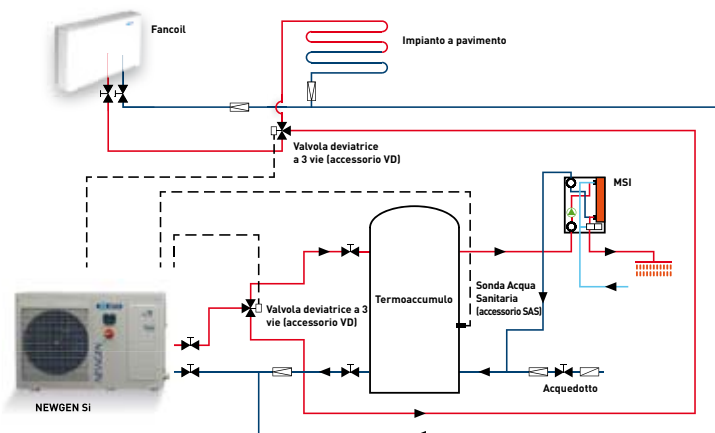 Fancoil
Impianto a pavimento
Valvola deviatrice
a 3 vie (accessorio VD)
MSI
Termoaccumulo
Sonda Acqua
Sanitaria
(accessorio SAS)
Valvola deviatrice a 3
vie (accessorio VD)
Acquedotto
NEWGEN
NEWGEN Si